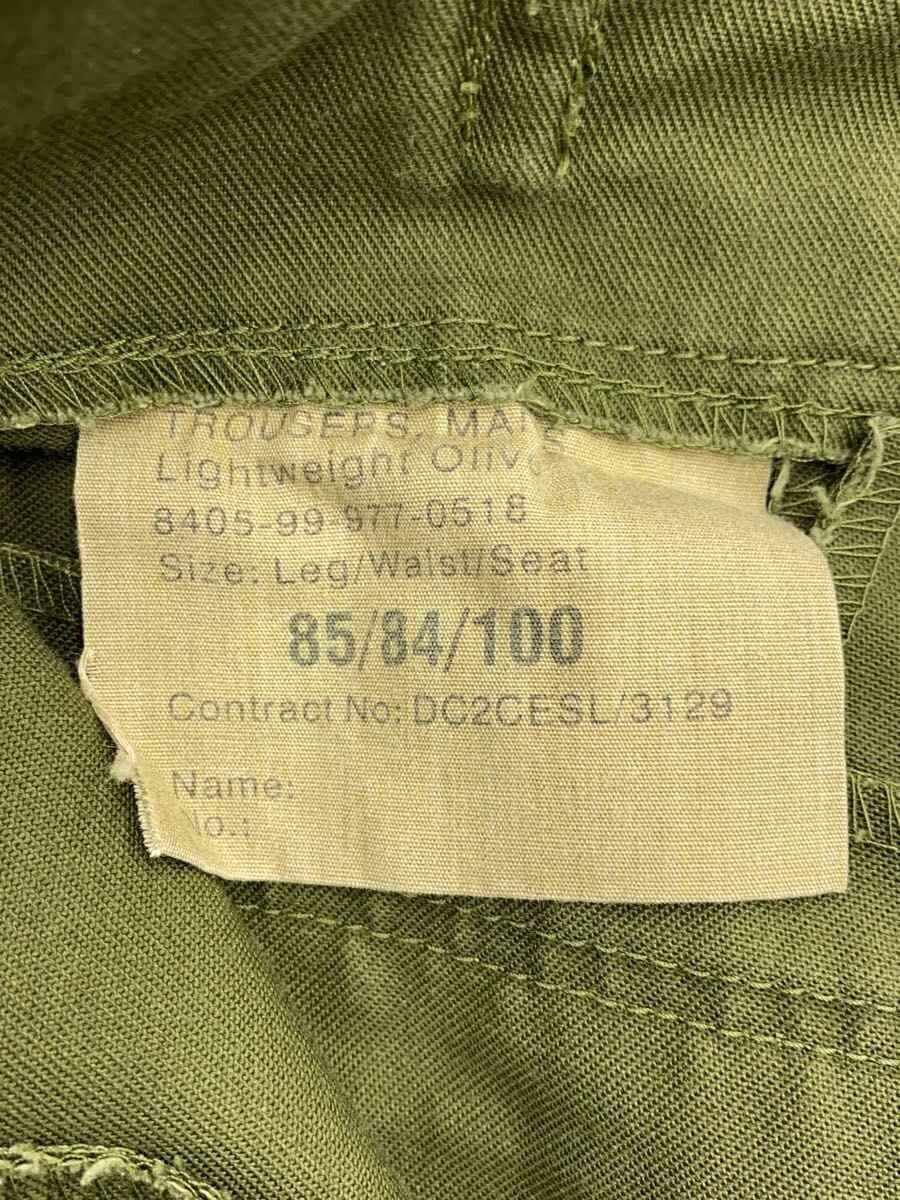 TROUSERS, MANS
Lightweight Olive
8405-99-977-0518
Size: Leg/Waist/Seat
85/84/100
Contract No: DC2CESL/3129
Name:
No.: